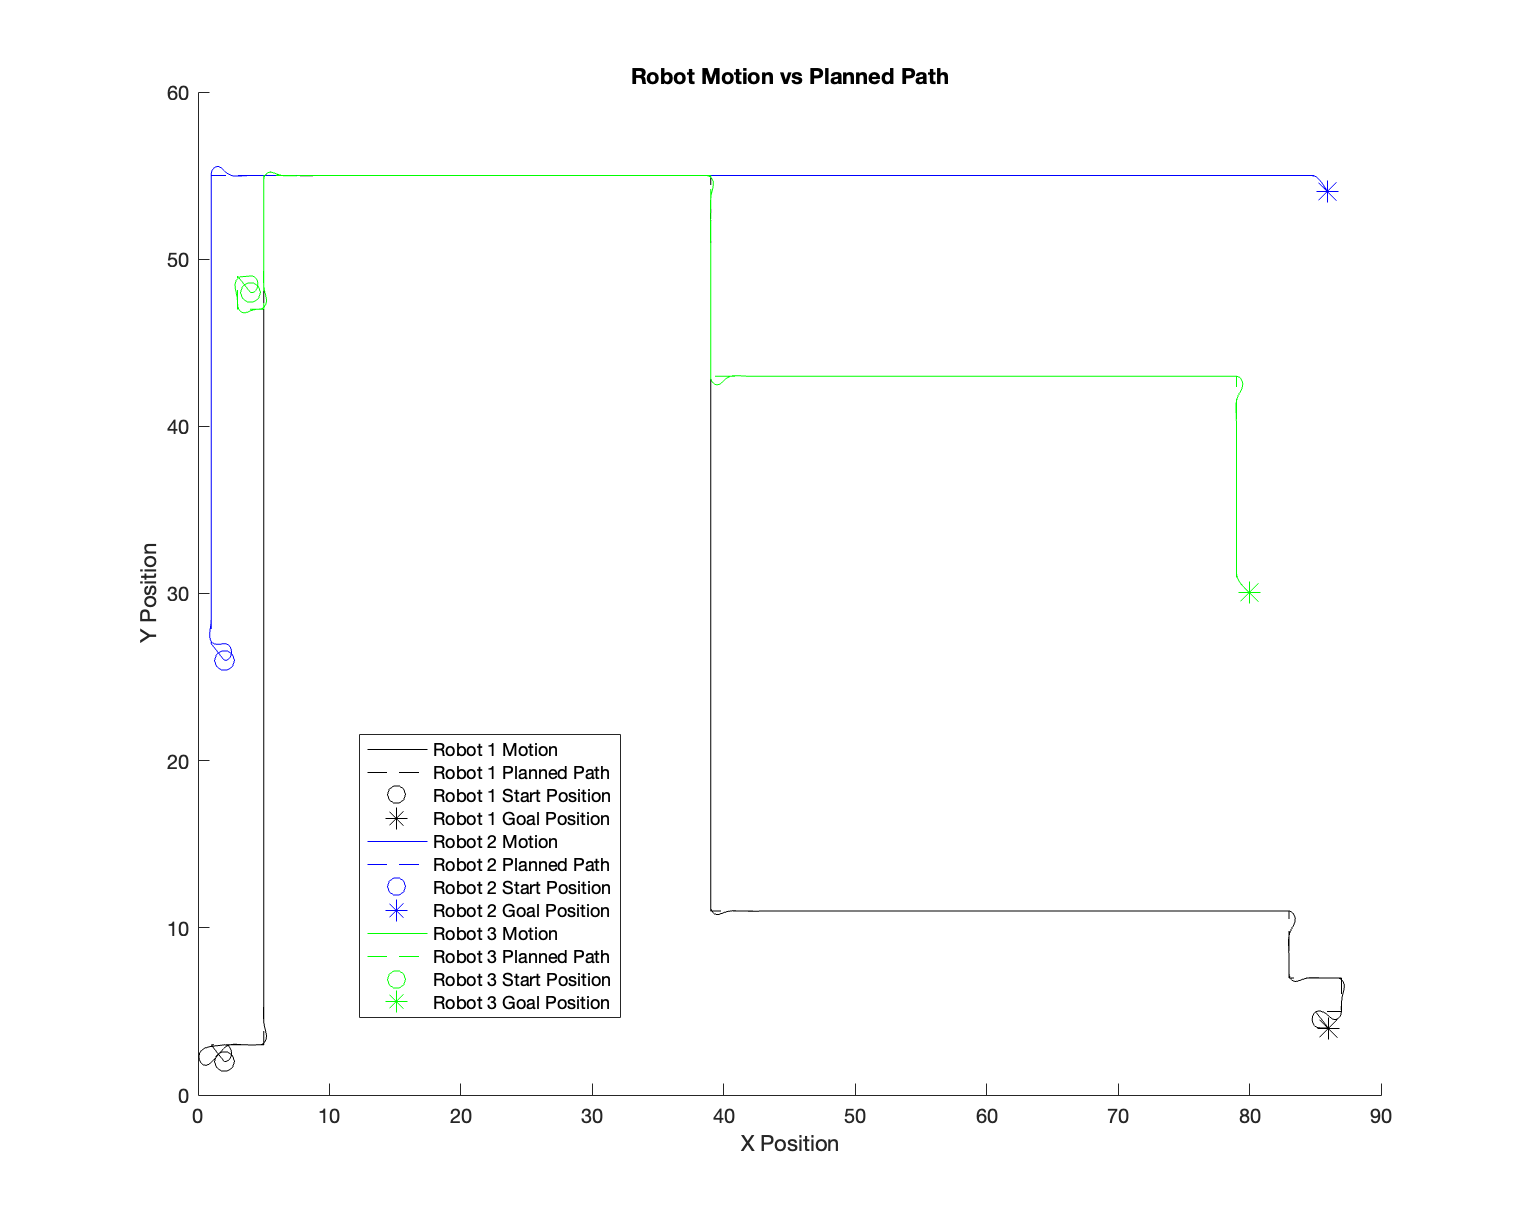 Robot Motion vs Planned Path
60
50
40
30
20
10
0
Y Position
Robot 1 Motion
Robot 1 Planned Path
Robot 1 Start Position
Robot 1 Goal Position
Robot 2 Motion
Robot 2 Planned Path
Robot 2 Start Position
Robot 2 Goal Position
Robot 3 Motion
Robot 3 Planned Path
Robot 3 Start Position
Robot 3 Goal Position
0 10 20 30 40 50 60 70 80 90
X Position